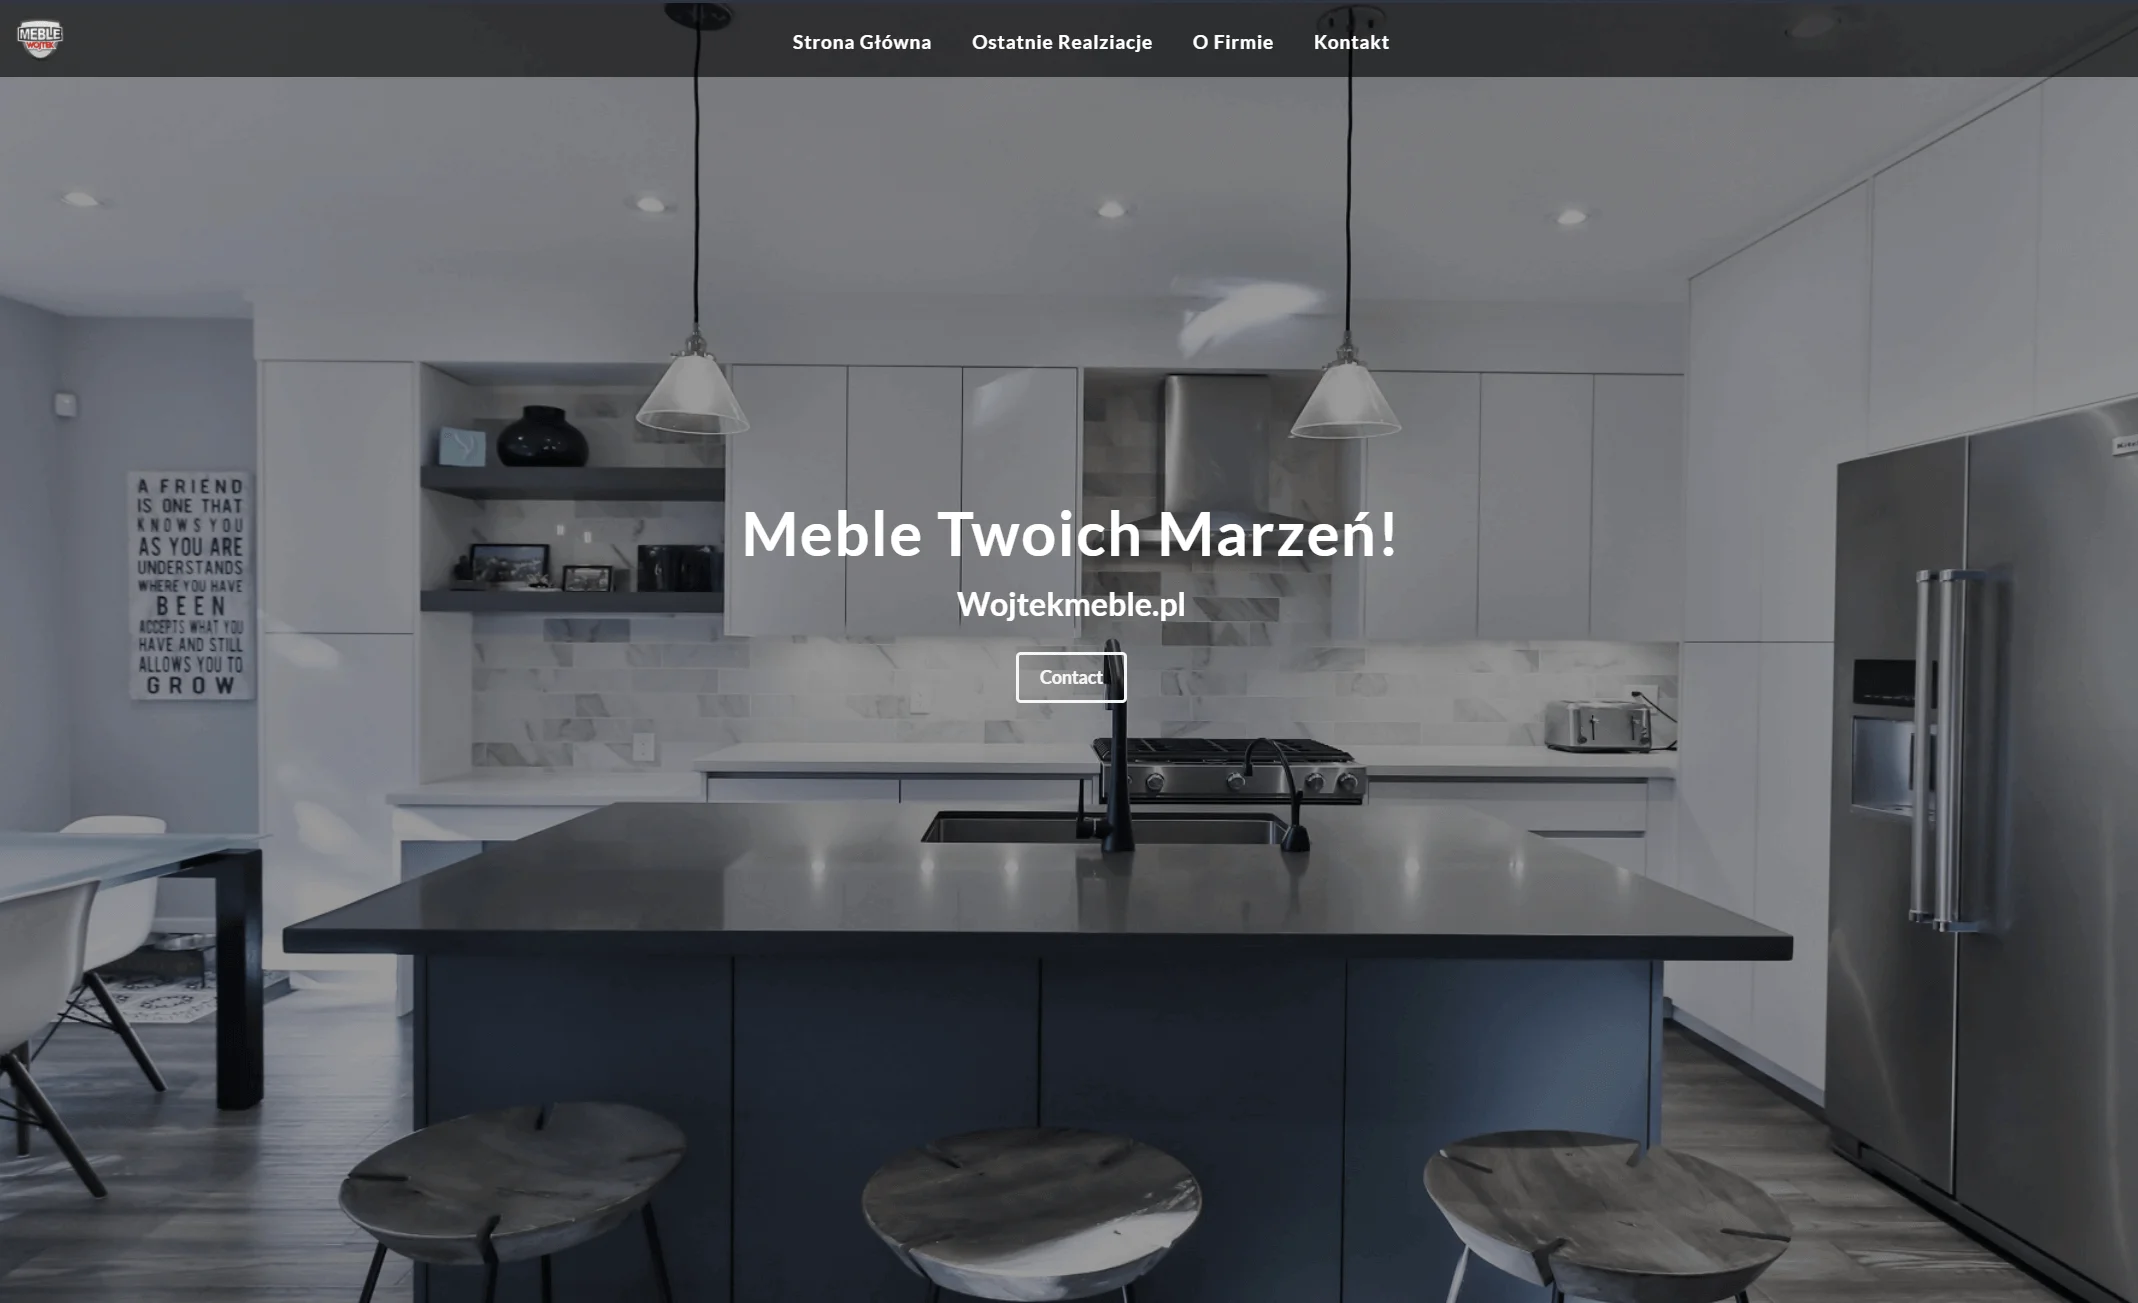 MEBLE
WOJTEK
Strona Główna Ostatnie Realziacje O Firmie Kontakt
A FRIEND
IS ONE THAT
KNOWS YOU
AS YOU ARE
UNDERSTANDS
WHERE YOU HAVE
BEEN
ACCEPTS WHAT YOU
HAVE AND STILL
ALLOWS YOU TO
GROW
Meble Twoich Marzeń!
Wojtekmeble.pl
Contact